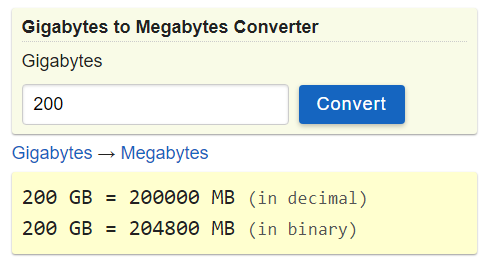 Gigabytes to Megabytes Converter
Gigabytes
200
Convert
Gigabytes → Megabytes
200 GB = 200000 MB (in decimal)
200 GB = 204800 MB (in binary)